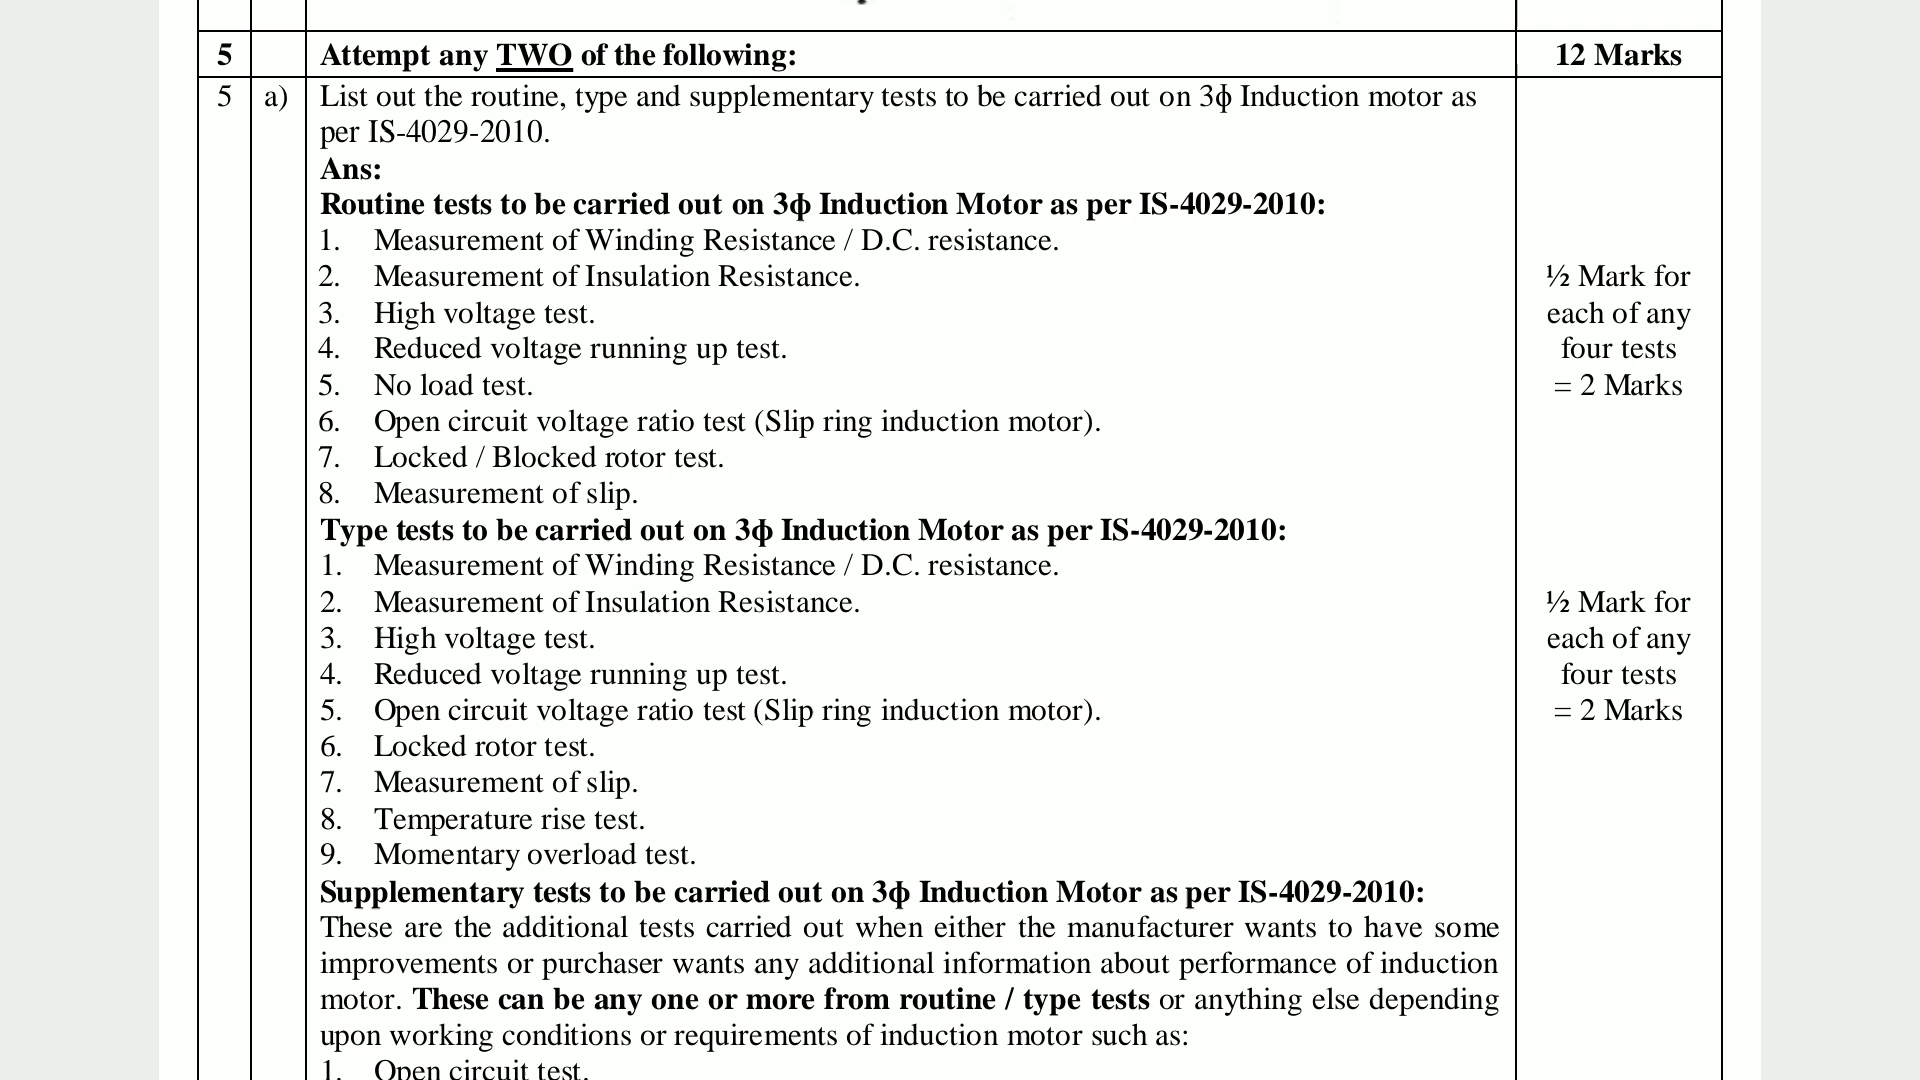 5 Attempt any TWO of the following: 12 Marks
5 a) List out the routine, type and supplementary tests to be carried out on 3ϕ Induction motor as
per IS-4029-2010.
Ans:
Routine tests to be carried out on 3ϕ Induction Motor as per IS-4029-2010:
1. Measurement of Winding Resistance / D.C. resistance.
2. Measurement of Insulation Resistance. ½ Mark for
3. High voltage test. each of any
4. Reduced voltage running up test. four tests
5. No load test. = 2 Marks
6. Open circuit voltage ratio test (Slip ring induction motor).
7. Locked / Blocked rotor test.
8. Measurement of slip.
Type tests to be carried out on 3ϕ Induction Motor as per IS-4029-2010:
1. Measurement of Winding Resistance / D.C. resistance.
2. Measurement of Insulation Resistance. ½ Mark for
3. High voltage test. each of any
4. Reduced voltage running up test. four tests
5. Open circuit voltage ratio test (Slip ring induction motor). = 2 Marks
6. Locked rotor test.
7. Measurement of slip.
8. Temperature rise test.
9. Momentary overload test.
Supplementary tests to be carried out on 3ϕ Induction Motor as per IS-4029-2010:
These are the additional tests carried out when either the manufacturer wants to have some
improvements or purchaser wants any additional information about performance of induction
motor. These can be any one or more from routine / type tests or anything else depending
upon working conditions or requirements of induction motor such as:
1. Open circuit test.